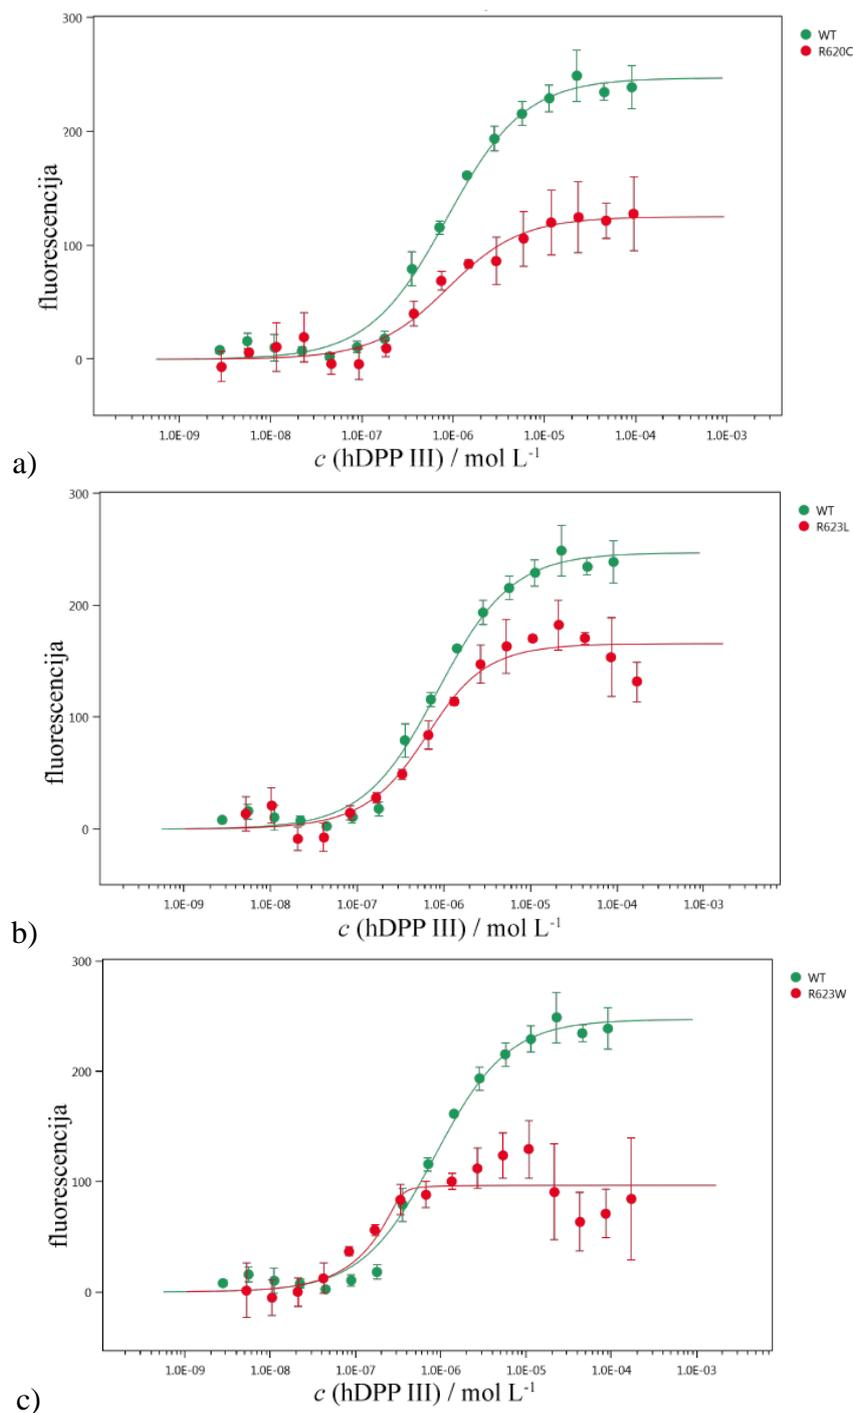 300
200
100
0
fluorescencija
1.0E-09 1.0E-08 1.0E-07 1.0E-06 1.0E-05 1.0E-04 1.0E-03
c (hDPP III) / mol L⁻¹
WT
R620C
a)
300
200
100
0
fluorescencija
1.0E-09 1.0E-08 1.0E-07 1.0E-06 1.0E-05 1.0E-04 1.0E-03
c (hDPP III) / mol L⁻¹
WT
R623L
b)
300
200
100
0
fluorescencija
1.0E-09 1.0E-08 1.0E-07 1.0E-06 1.0E-05 1.0E-04 1.0E-03
c (hDPP III) / mol L⁻¹
WT
R623W
c)